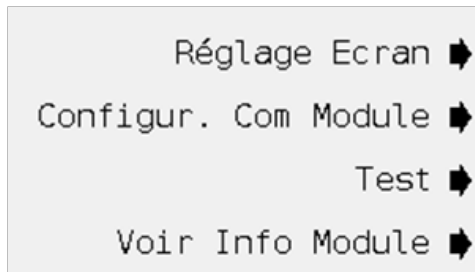 Réglage Ecran
Configur. Com Module
Test
Voir Info Module